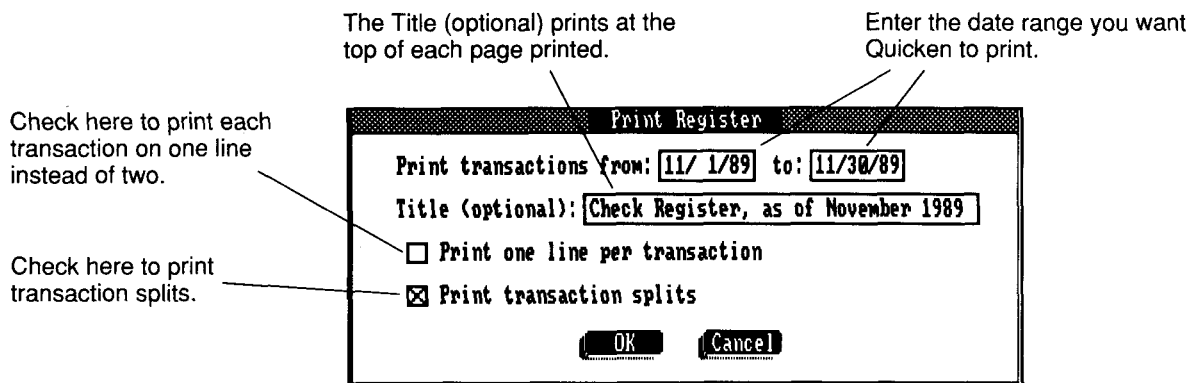 The Title (optional) prints at the
top of each page printed.
Enter the date range you want
Quicken to print.
Check here to print each
transaction on one line
instead of two.
Check here to print
transaction splits.
Print Register
Print transactions from: 11/ 1/89 to: 11/30/89
Title (optional): Check Register, as of November 1989
Print one line per transaction
Print transaction splits
OK Cancel